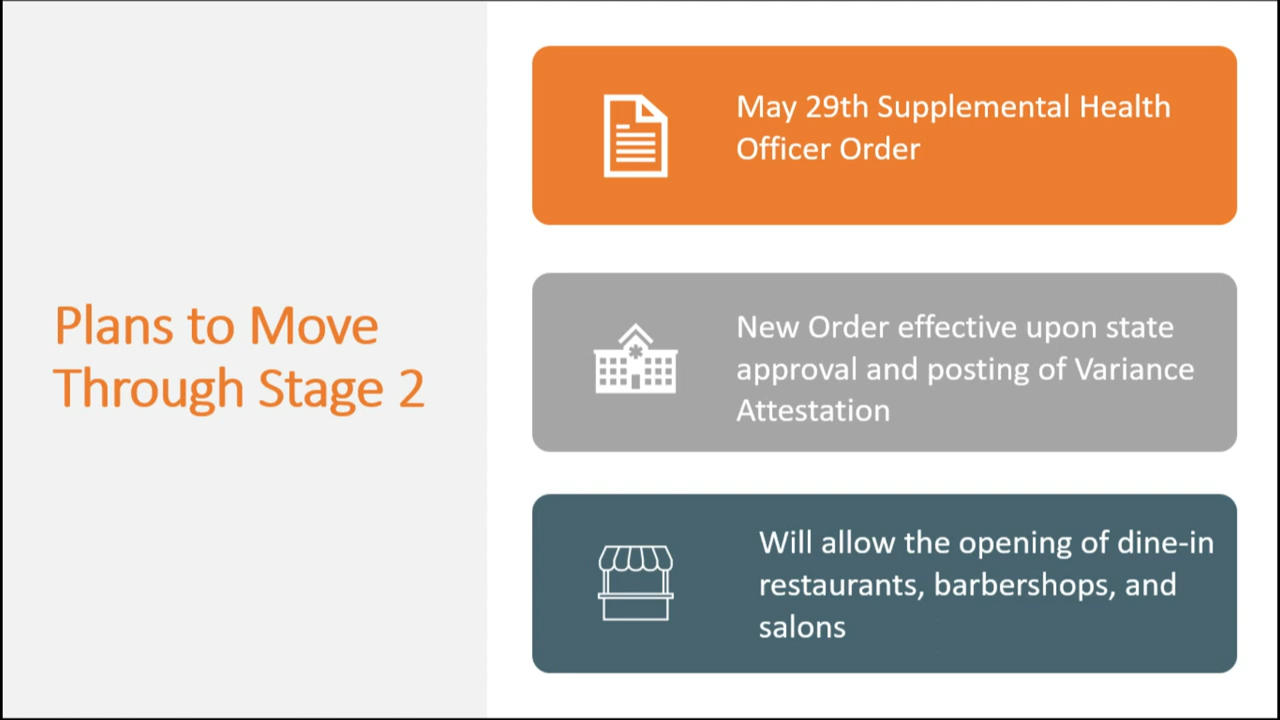 Plans to Move
Through Stage 2
May 29th Supplemental Health
Officer Order
New Order effective upon state
approval and posting of Variance
Attestation
Will allow the opening of dine-in
restaurants, barbershops, and
salons